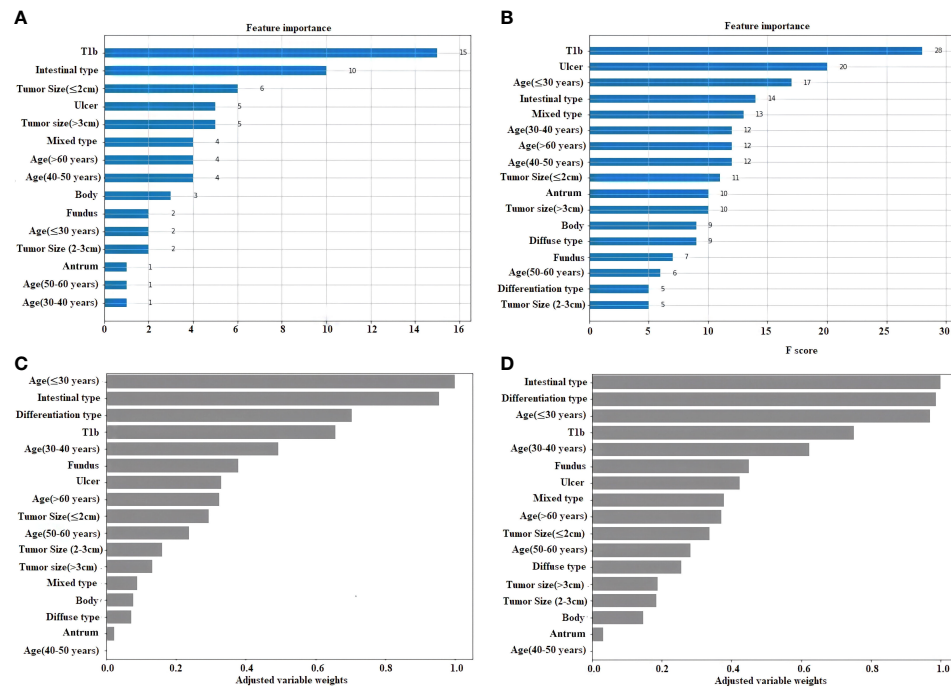 A
Feature importance
T1b 15
Intestinal type 10
Tumor Size(≤2cm) 6
Ulcer 5
Tumor size(>3cm) 5
Mixed type 4
Age(>60 years) 4
Age(40-50 years) 4
Body 3
Fundus 2
Age(≤30 years) 2
Tumor Size (2-3cm) 2
Antrum 1
Age(50-60 years) 1
Age(30-40 years) 1
0 2 4 6 8 10 12 14 16
B
Feature importance
T1b 28
Ulcer 20
Age(≤30 years) 17
Intestinal type 14
Mixed type 13
Age(30-40 years) 12
Age(>60 years) 12
Age(40-50 years) 12
Tumor Size(≤2cm) 11
Antrum 10
Tumor size(>3cm) 10
Body 9
Diffuse type 9
Fundus 7
Age(50-60 years) 6
Differentiation type 5
Tumor Size (2-3cm) 5
0 5 10 15 20 25 30
F score
C
Age(≤30 years)
Intestinal type
Differentiation type
T1b
Age(30-40 years)
Fundus
Ulcer
Age(>60 years)
Tumor Size(≤2cm)
Age(50-60 years)
Tumor Size (2-3cm)
Tumor size(>3cm)
Mixed type
Body
Diffuse type
Antrum
Age(40-50 years)
0.0 0.2 0.4 0.6 0.8 1.0
Adjusted variable weights
D
Intestinal type
Differentiation type
Age(≤30 years)
T1b
Age(30-40 years)
Fundus
Ulcer
Mixed type
Age(>60 years)
Tumor Size(≤2cm)
Age(50-60 years)
Diffuse type
Tumor size(>3cm)
Tumor Size (2-3cm)
Body
Antrum
Age(40-50 years)
0.0 0.2 0.4 0.6 0.8 1.0
Adjusted variable weights